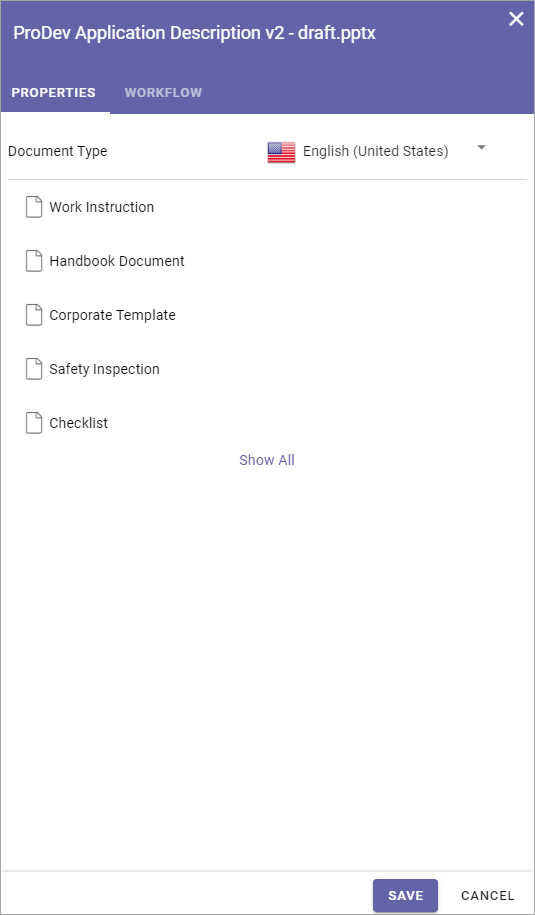 ProDev Application Description v2 - draft.pptx
PROPERTIES WORKFLOW
Document Type English (United States)
Work Instruction
Handbook Document
Corporate Template
Safety Inspection
Checklist
Show All
SAVE CANCEL